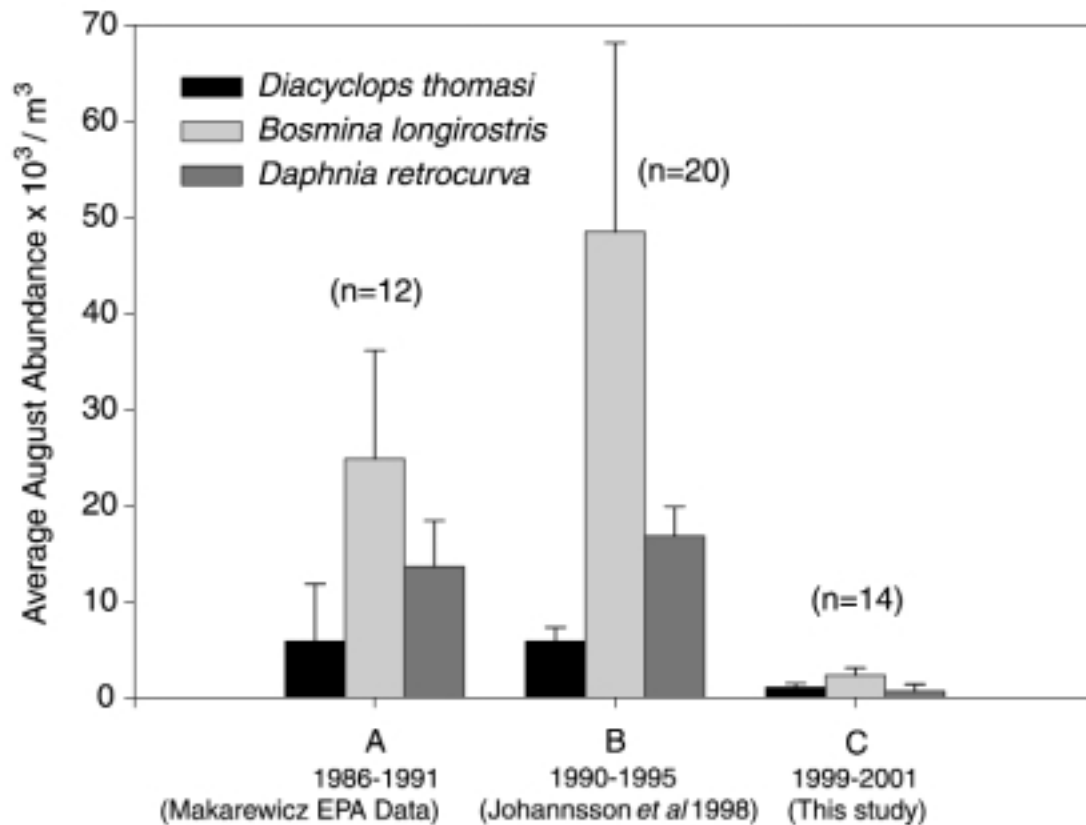 Average August Abundance x 10³ / m³
70
60
50
40
30
20
10
0
Diacyclops thomasi
Bosmina longirostris
Daphnia retrocurva
(n=12)
(n=20)
(n=14)
A
B
C
1986-1991
1990-1995
1999-2001
(Makarewicz EPA Data)
(Johannsson et al 1998)
(This study)